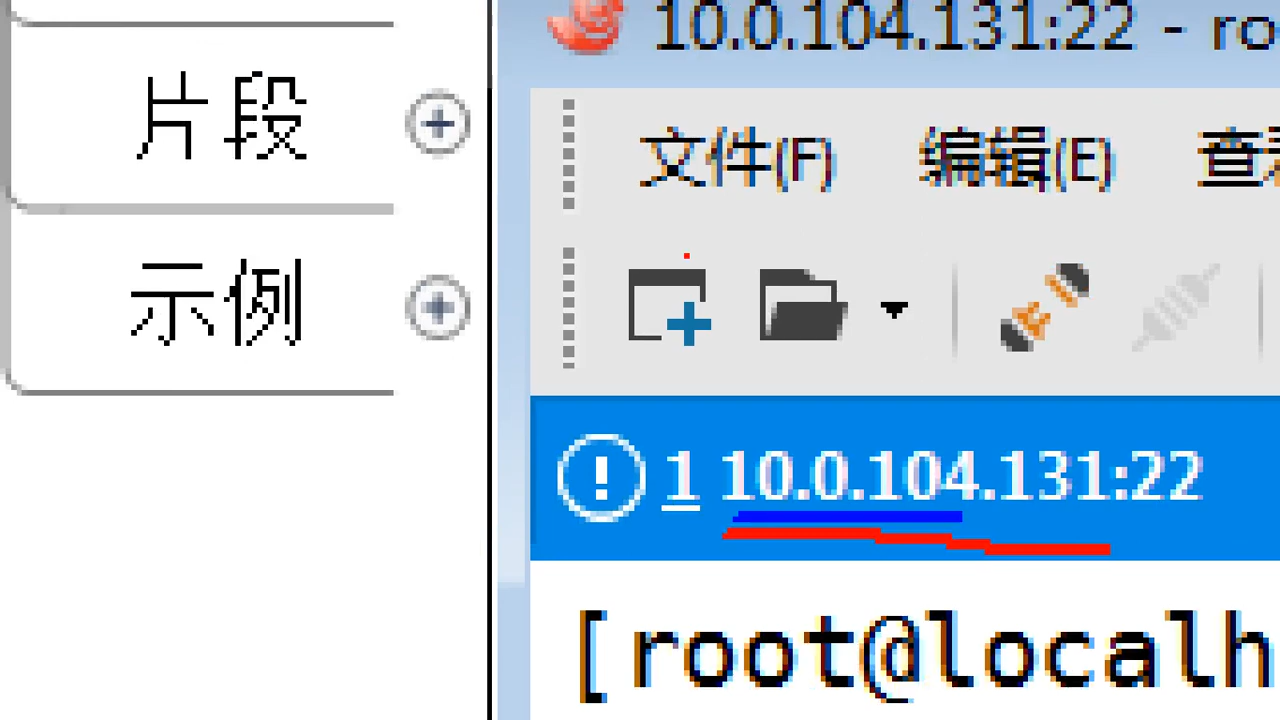 片段
示例
10.0.104.131:22 - ro
文件(F) 编辑(E) 查
1 10.0.104.131:22
[root@localh